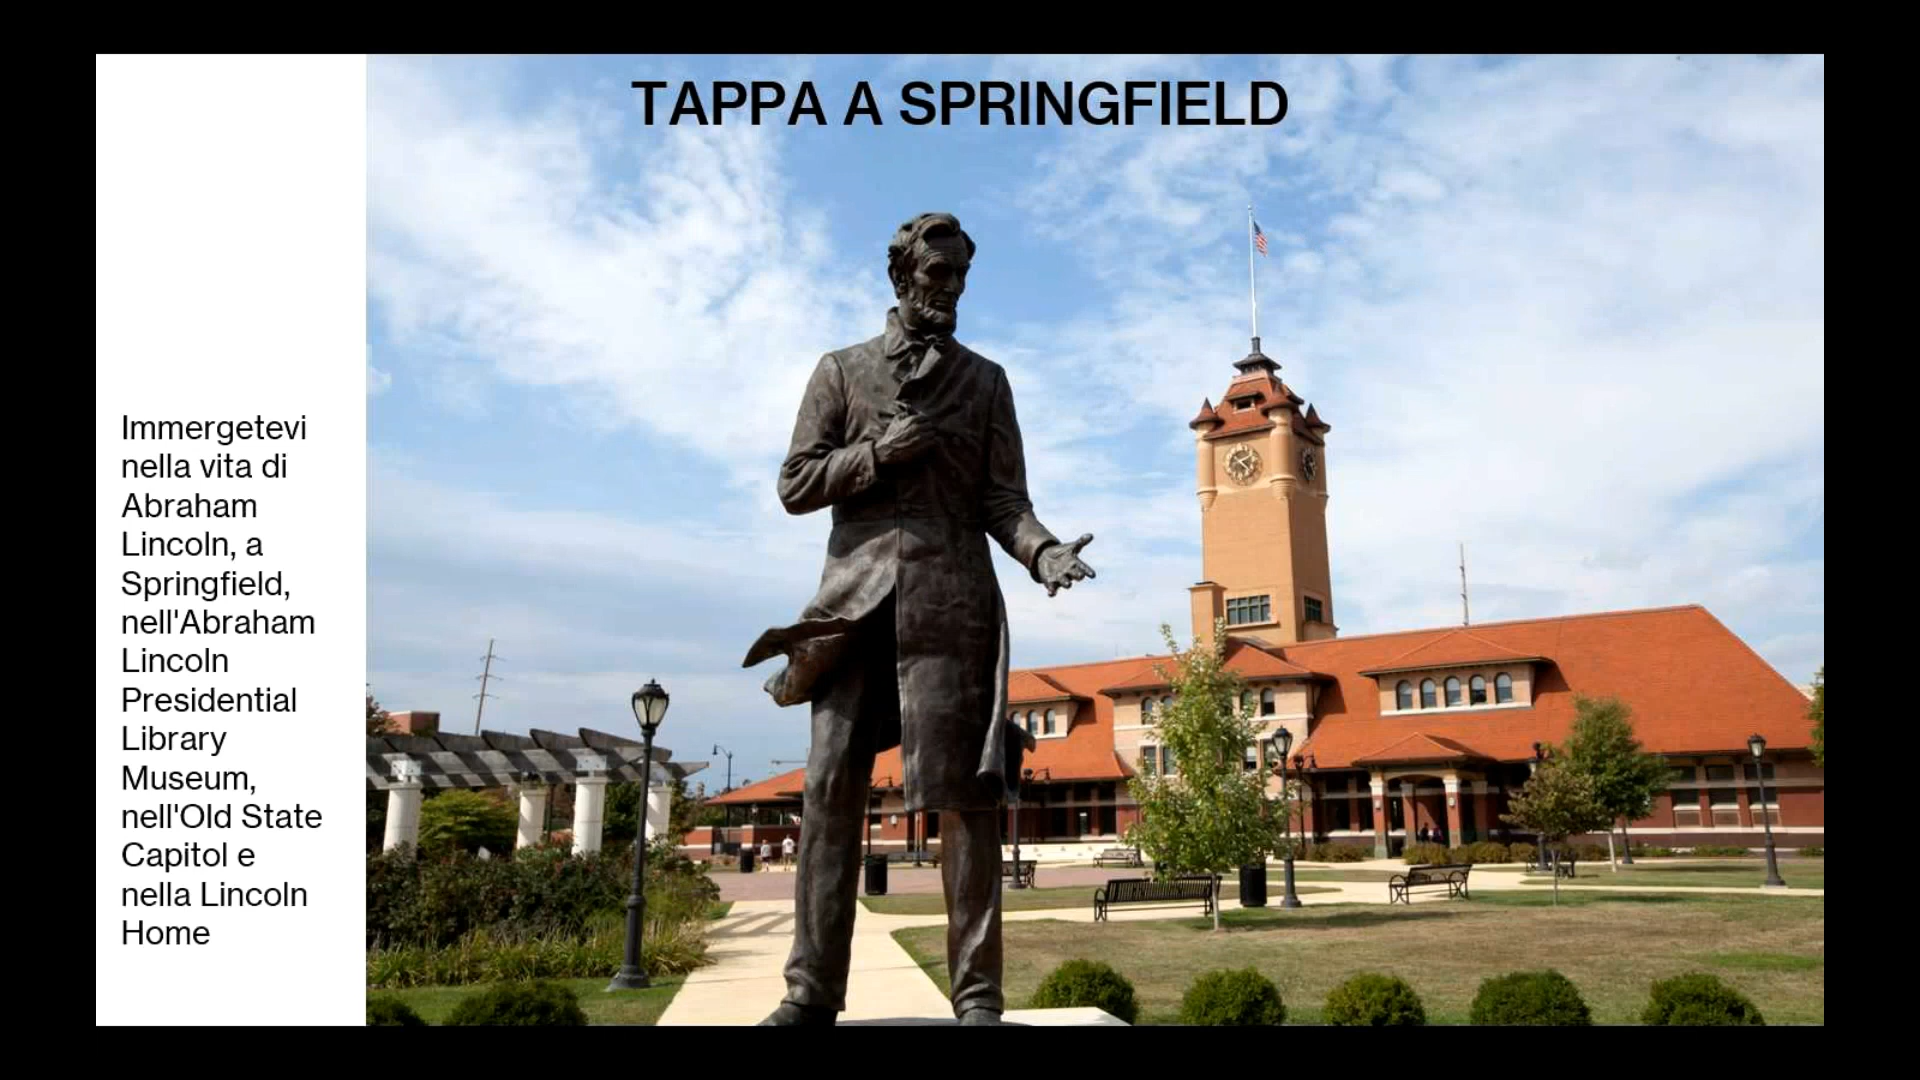 TAPPA A SPRINGFIELD
Immergetevi
nella vita di
Abraham
Lincoln, a
Springfield,
nell'Abraham
Lincoln
Presidential
Library
Museum,
nell'Old State
Capitol e
nella Lincoln
Home